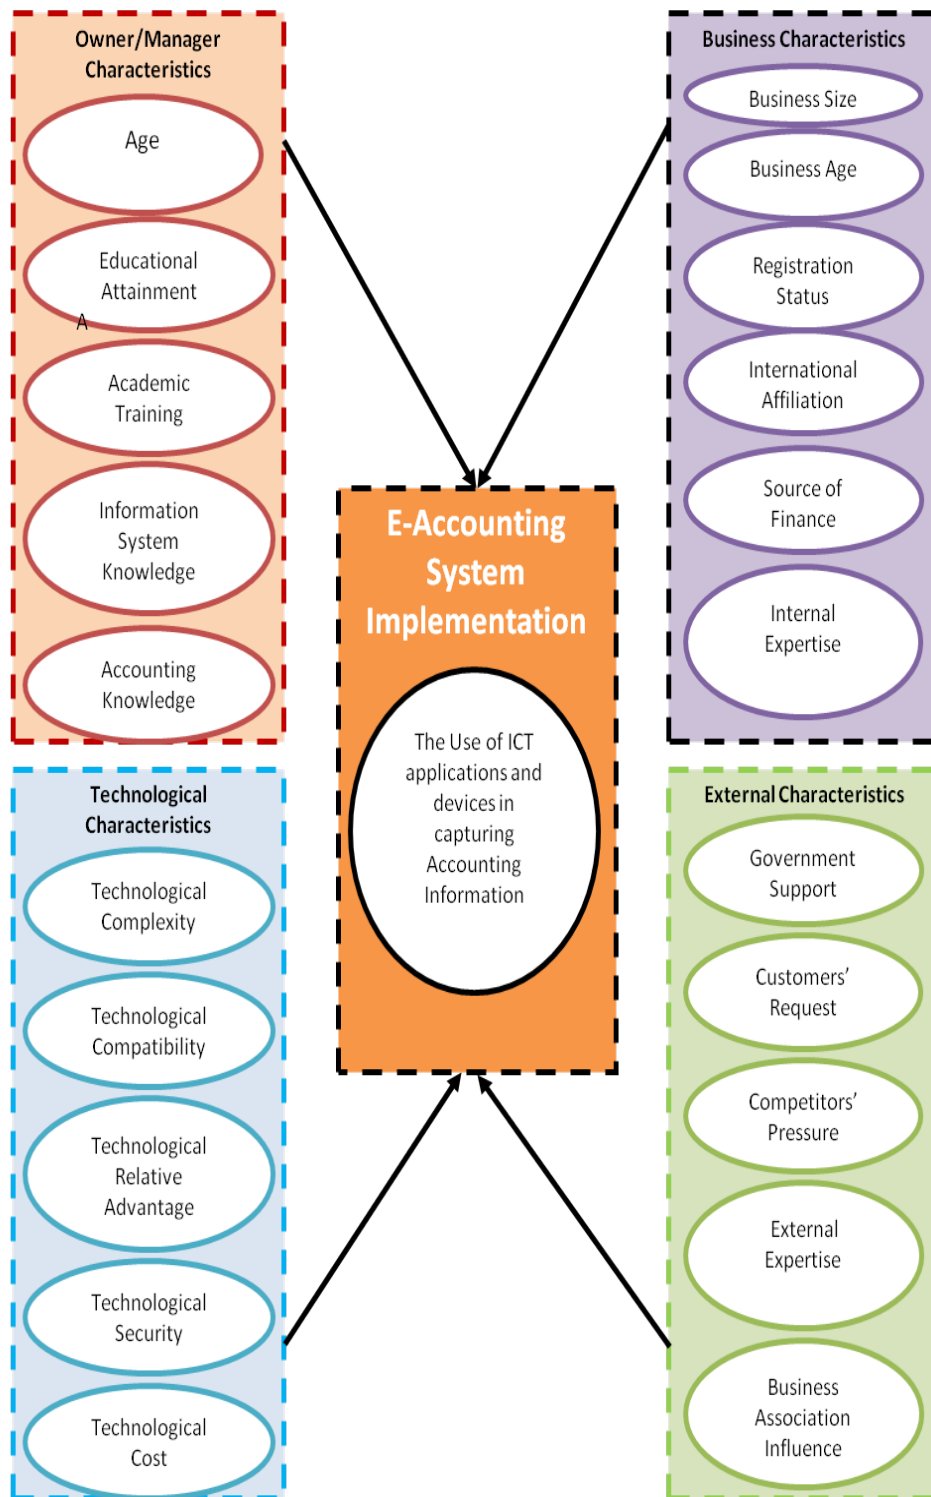 Owner/Manager
Characteristics
Age
Educational
Attainment
A
Academic
Training
Information
System
Knowledge
Accounting
Knowledge
Business Characteristics
Business Size
Business Age
Registration
Status
International
Affiliation
Source of
Finance
Internal
Expertise
E-Accounting
System
Implementation
The Use of ICT
applications and
devices in
capturing
Accounting
Information
Technological
Characteristics
Technological
Complexity
Technological
Compatibility
Technological
Relative
Advantage
Technological
Security
Technological
Cost
External Characteristics
Government
Support
Customers’
Request
Competitors’
Pressure
External
Expertise
Business
Association
Influence